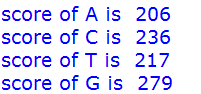 score of A is  206
score of C is  236
score of T is  217
score of G is  279